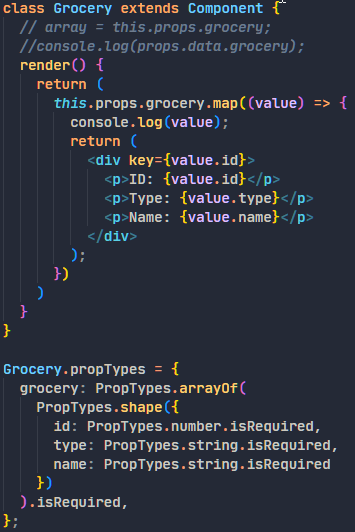 class Grocery extends Component {
  // array = this.props.grocery;
  //console.log(props.data.grocery);
  render() {
    return (
      this.props.grocery.map((value) => {
        console.log(value);
        return (
          <div key={value.id}>
            <p>ID: {value.id}</p>
            <p>Type: {value.type}</p>
            <p>Name: {value.name}</p>
          </div>
        );
      })
    )
  }
}

Grocery.propTypes = {
  grocery: PropTypes.arrayOf(
    PropTypes.shape({
      id: PropTypes.number.isRequired,
      type: PropTypes.string.isRequired,
      name: PropTypes.string.isRequired
    })
  ).isRequired,
};